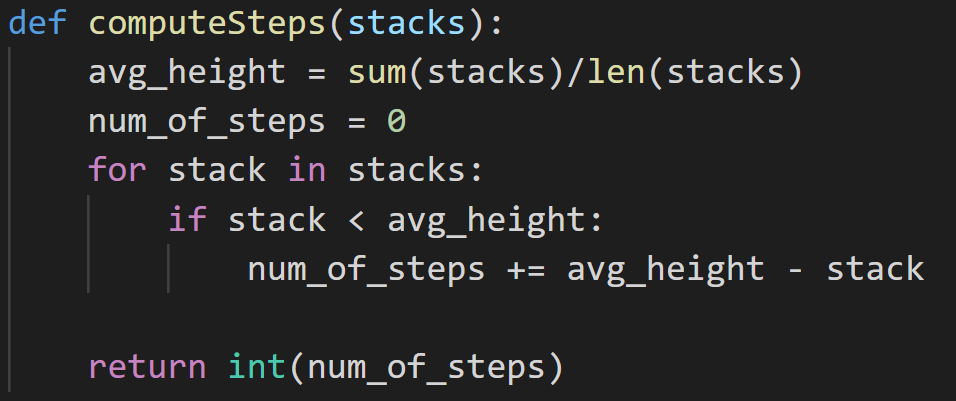 def computeSteps(stacks):
    avg_height = sum(stacks)/len(stacks)
    num_of_steps = 0
    for stack in stacks:
        if stack < avg_height:
            num_of_steps += avg_height - stack

    return int(num_of_steps)